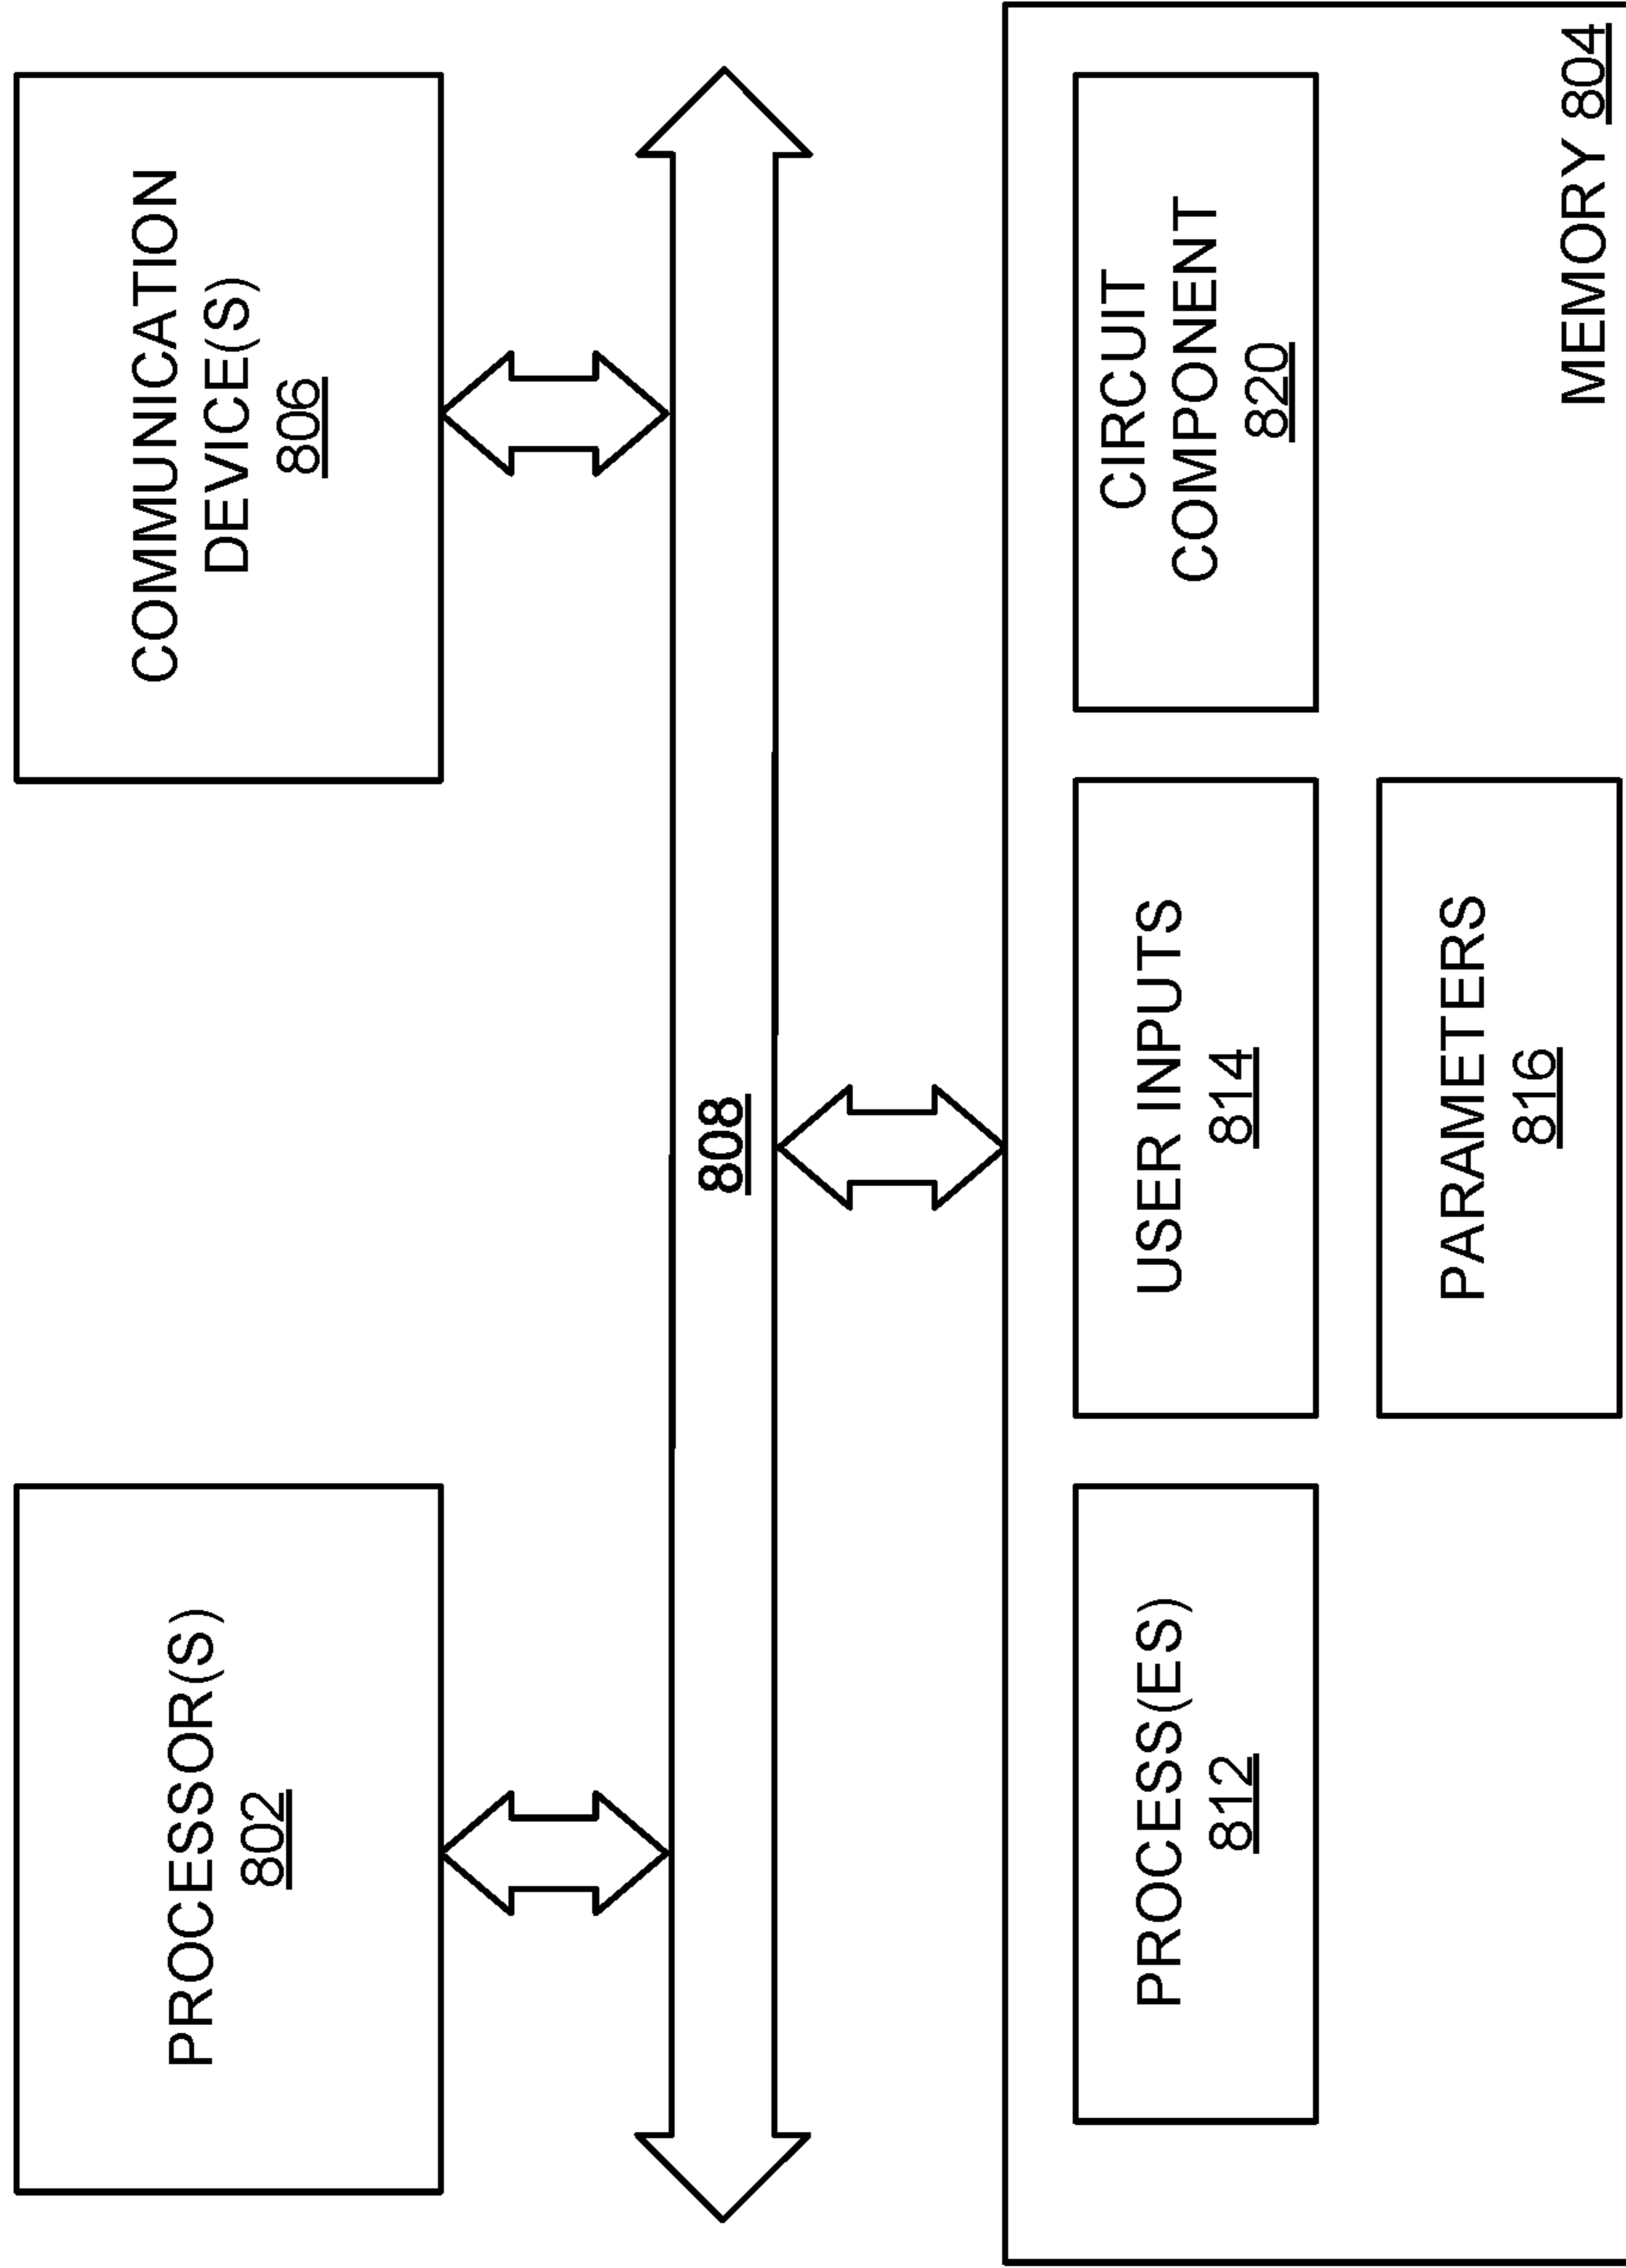 PROCESSOR(S)
802
COMMUNICATION
DEVICE(S)
806
808
PROCESS(ES)
812
USER INPUTS
814
CIRCUIT
COMPONENT
820
PARAMETERS
816
MEMORY 804